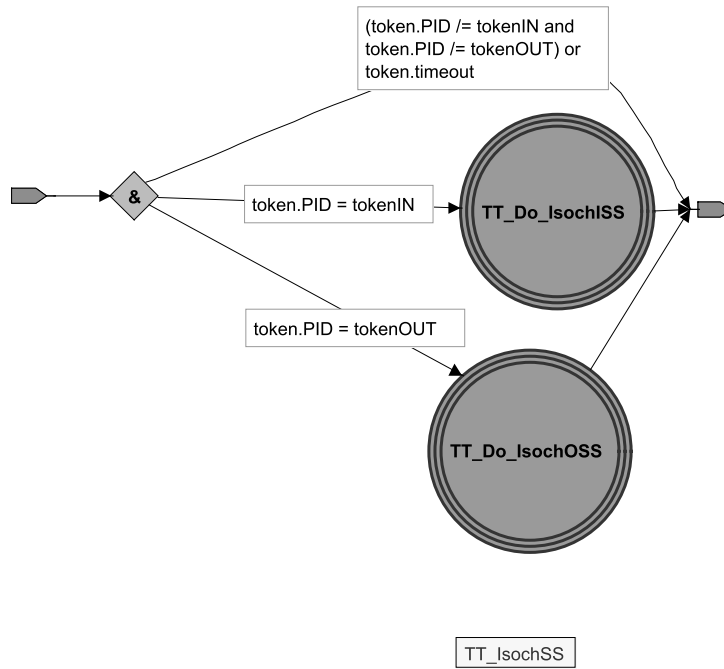 (token.PID /= tokenIN and
token.PID /= tokenOUT) or
token.timeout
&
token.PID = tokenIN
TT_Do_IsochISS
token.PID = tokenOUT
TT_Do_IsochOSS
TT_IsochSS